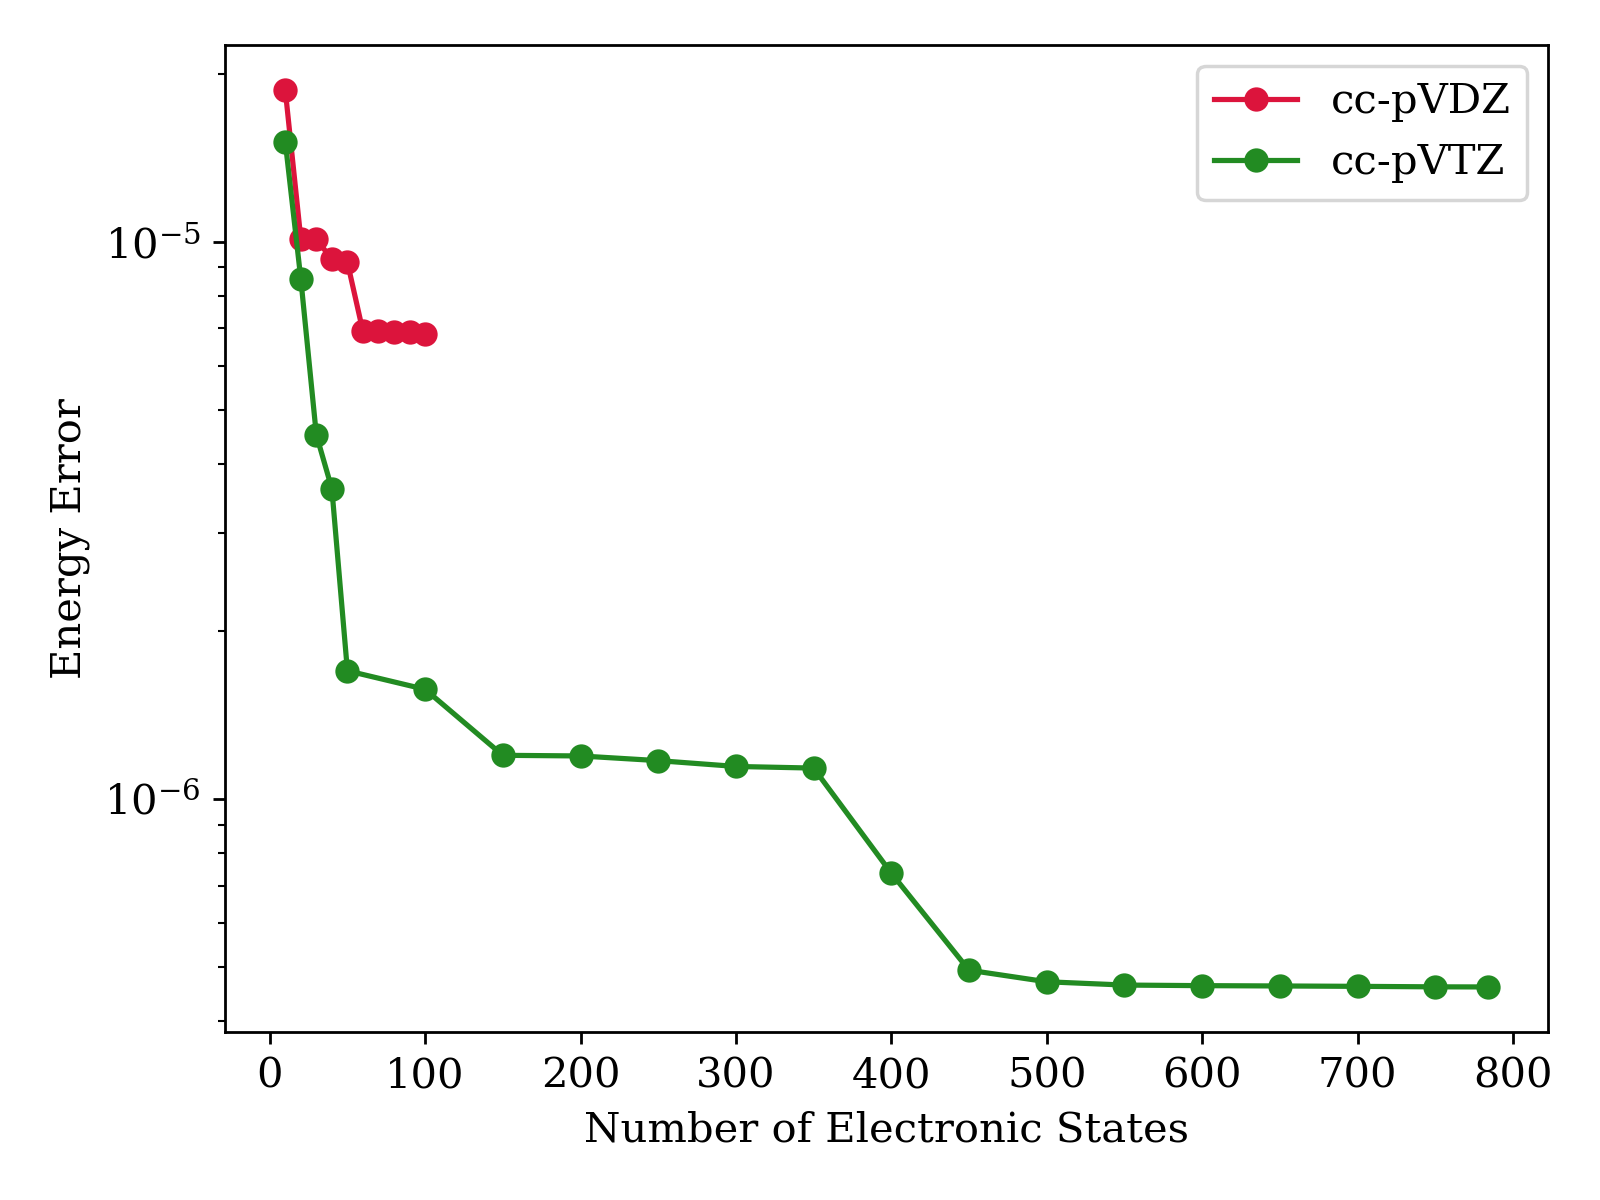 cc-pVDZ
cc-pVTZ
10⁻⁵
10⁻⁶
Energy Error
0 100 200 300 400 500 600 700 800
Number of Electronic States